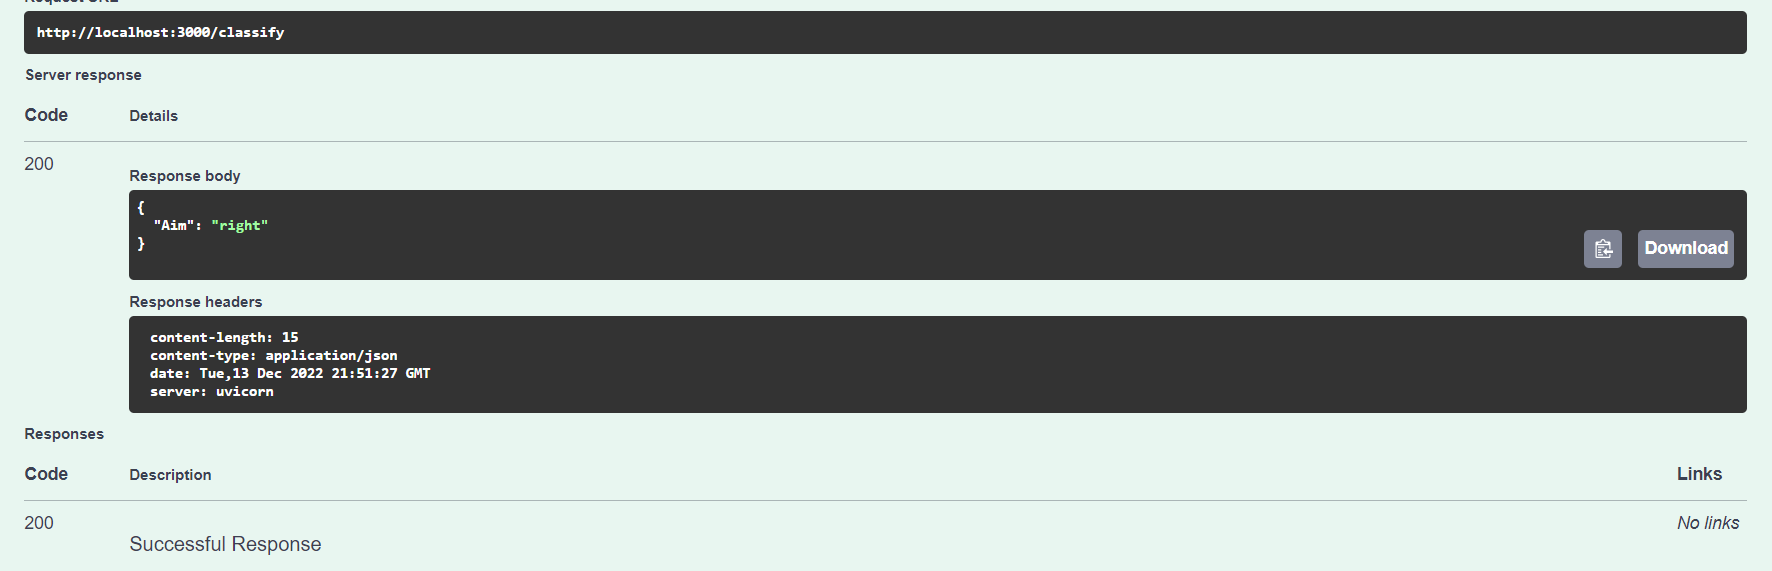 http://localhost:3000/classify
Server response
Code Details
200
Response body
{
"Aim": "right"
}
Download
Response headers
content-length: 15
content-type: application/json
date: Tue,13 Dec 2022 21:51:27 GMT
server: uvicorn
Responses
Code Description Links
200 No links
Successful Response